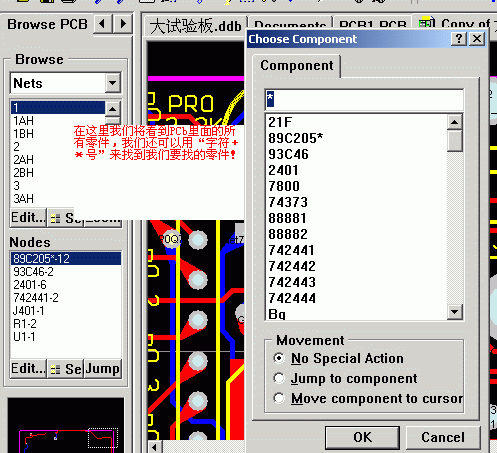 Browse PCB
大试验板.ddb
Documents
PCB1.PCB
Copy of
Choose Component
Component
*
21F
89C205*
93C46
2401
7800
74373
88881
88882
742441
742442
742443
742444
Bg
Movement
No Special Action
Jump to component
Move component to cursor
OK
Cancel
Browse
Nets
1
1AH
1BH
2
2AH
2BH
3
3AH
Edit...
Se
在这里我们将看到PCb里面的所
有零件，我们还可以用“字符+
*号”来找到我们要找的零件!
Nodes
89C205*-12
93C46-2
2401-6
742441-2
J401-1
R1-2
U1-1
Edit...
Se
Jump
PRO